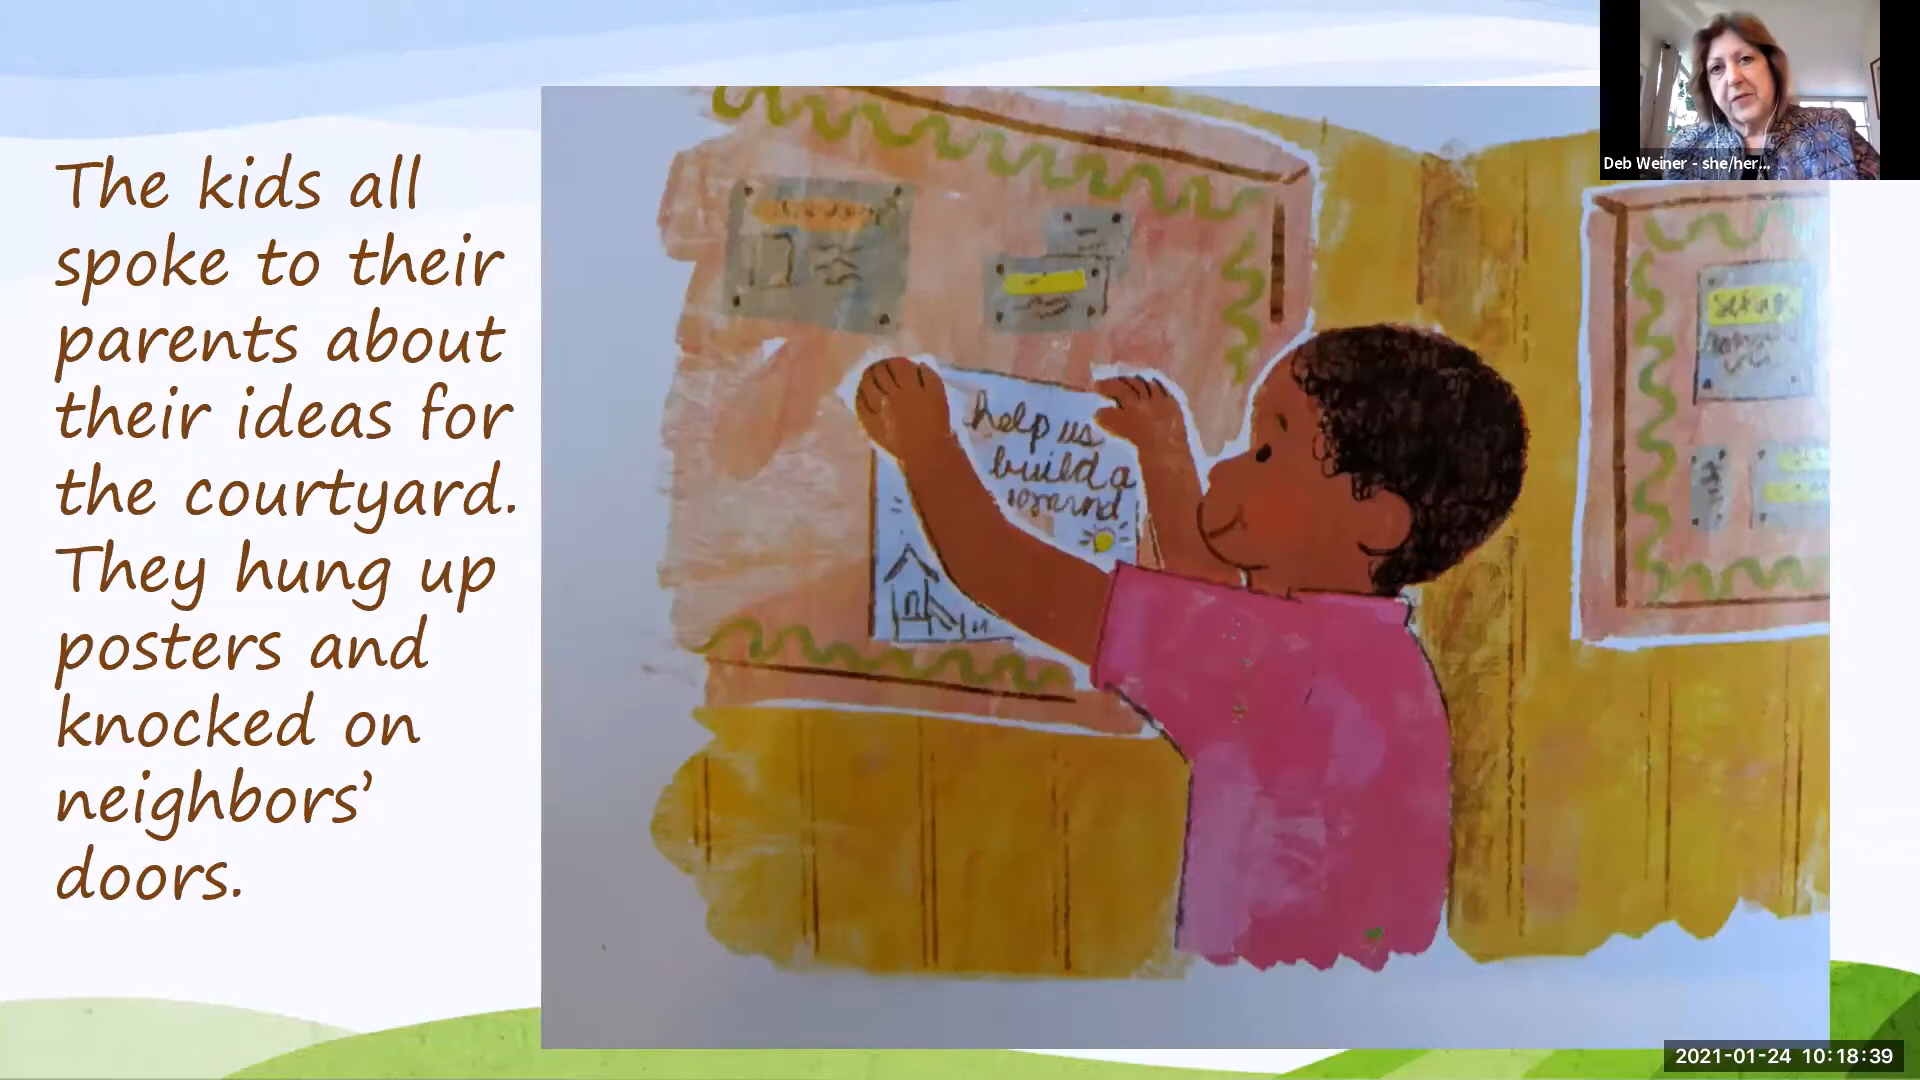 The kids all
spoke to their
parents about
their ideas for
the courtyard.
They hung up
posters and
knocked on
neighbors’
doors.
help us
build a
Deb Weiner - she/her...
2021-01-24 10:18:39